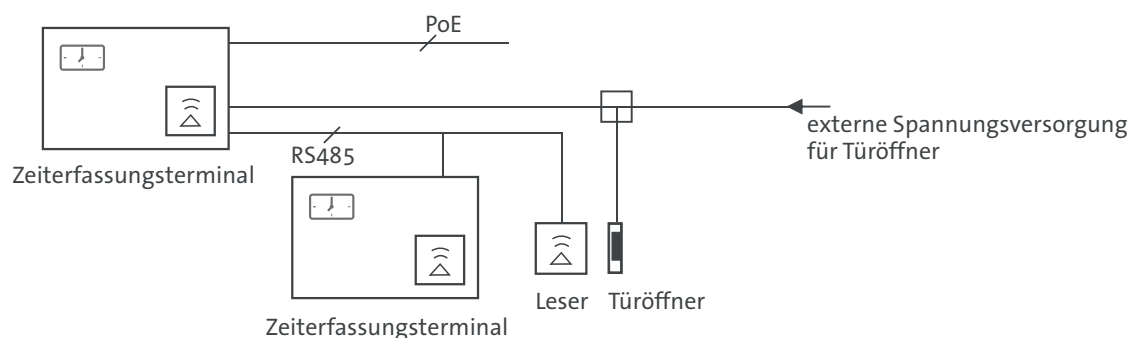 PoE
externe Spannungsversorgung
für Türöffner
RS485
Zeiterfassungsterminal
Leser
Türöffner
Zeiterfassungsterminal